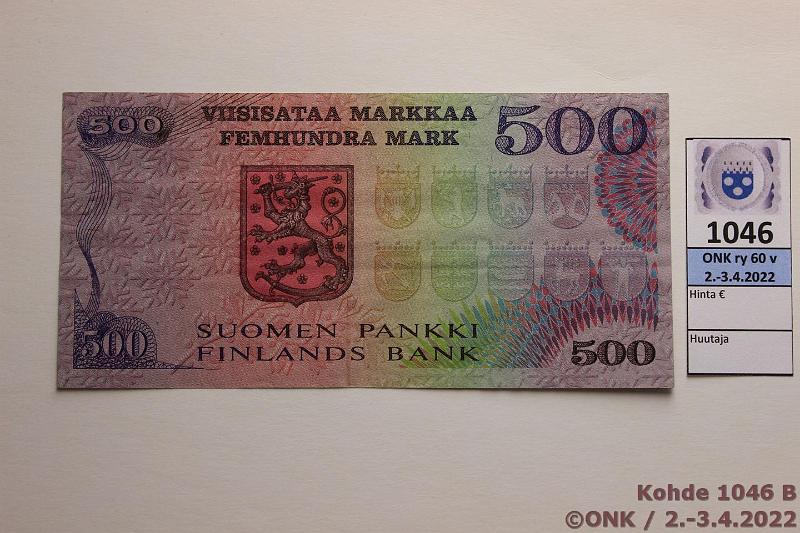 500
VIISISATAA MARKKAA
FEMHUNDRA MARK
500
SUOMEN PANKKI
FINLANDS BANK
500
500
1046
ONK ry 60 v
2.-3.4.2022
Hinta €
Huutaja
Kohde 1046 B
©ONK / 2.-3.4.2022